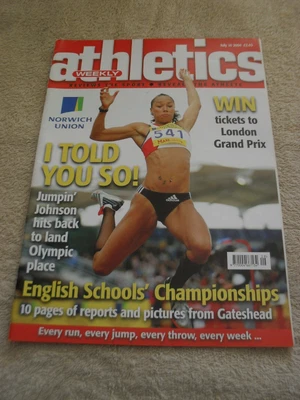 athletics
WEEKLY
NORWICH
UNION
WIN
tickets to
London
Grand Prix
541
I TOLD
YOU SO!
Jumpin'
Johnson
hits back
to land
Olympic
place
English Schools' Championships
10 pages of reports and pictures from Gateshead
Every run, every jump, every throw, every week ...